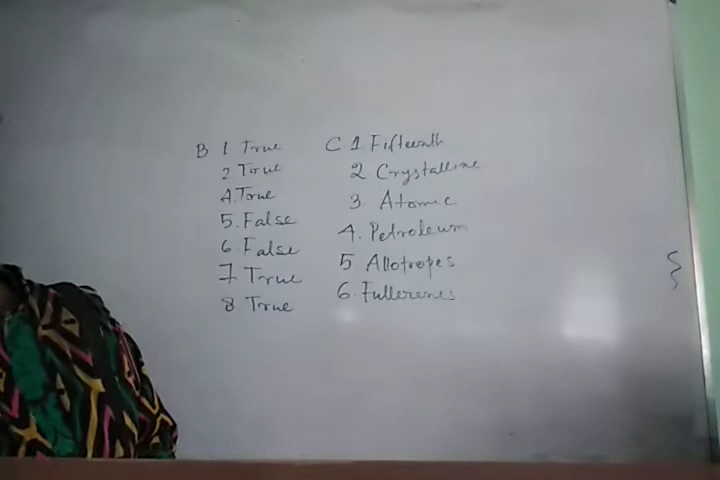 B 1 True
2 True
4. True
5. False
6 False
7 True
8 True
C 1 Fifteenth
2. Crystalline
3. Atomic
4. Petroleum
5 Allotropes
6. Fullerenes